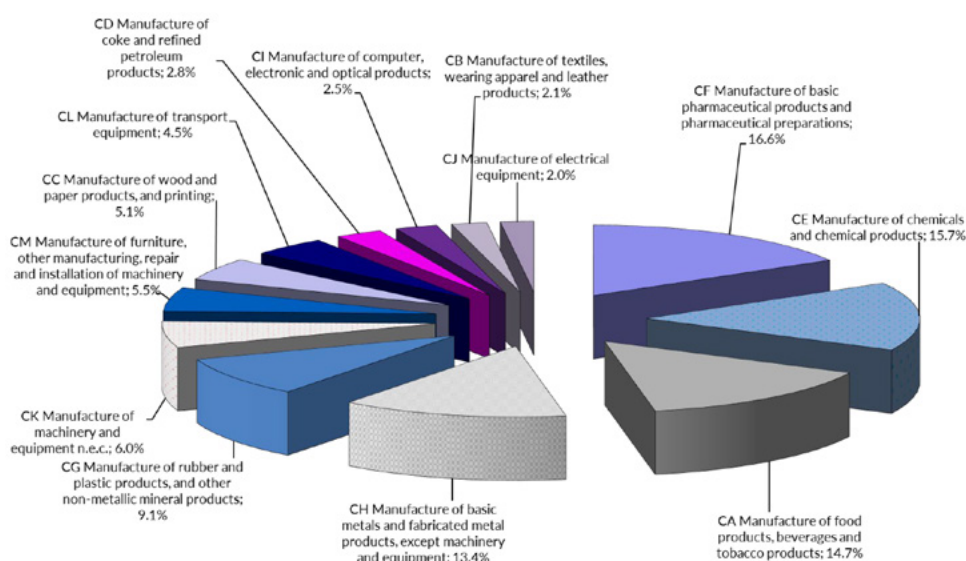 CD Manufacture of
coke and refined
petroleum
products; 2.8%
CI Manufacture of computer,
electronic and optical products;
2.5%
CB Manufacture of textiles,
wearing apparel and leather
products; 2.1%
CF Manufacture of basic
pharmaceutical products and
pharmaceutical preparations;
16.6%
CL Manufacture of transport
equipment; 4.5%
CJ Manufacture of electrical
equipment; 2.0%
CC Manufacture of wood and
paper products, and printing;
5.1%
CE Manufacture of chemicals
and chemical products; 15.7%
CM Manufacture of furniture,
other manufacturing, repair
and installation of machinery
and equipment; 5.5%
CK Manufacture of
machinery and
equipment n.e.c.; 6.0%
CG Manufacture of rubber and
plastic products, and other
non-metallic mineral products;
9.1%
CH Manufacture of basic
metals and fabricated metal
products, except machinery
and equipment; 13.4%
CA Manufacture of food
products, beverages and
tobacco products; 14.7%